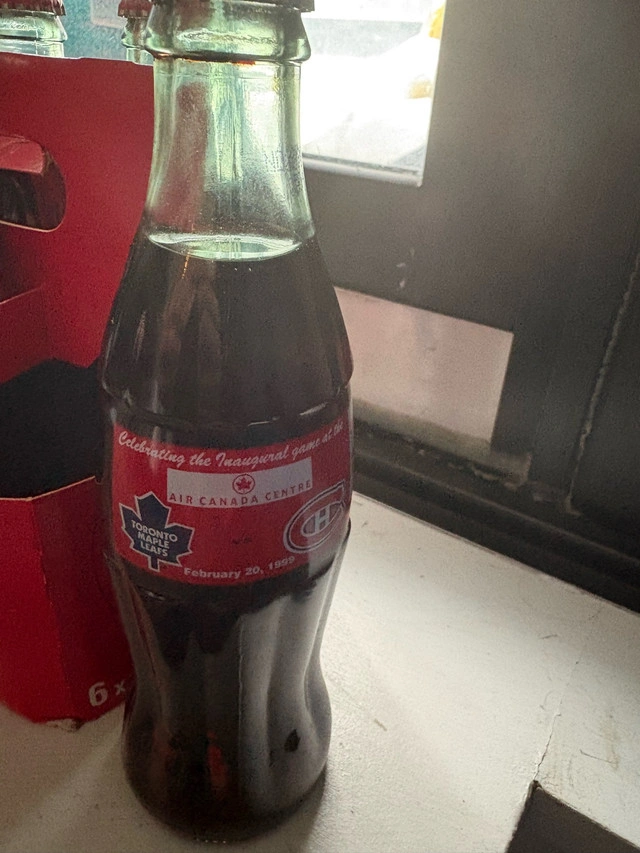 Celebrating the Inaugural game at the
AIR CANADA CENTRE
TORONTO
MAPLE
LEAFS
CH
February 20, 1999
6 x